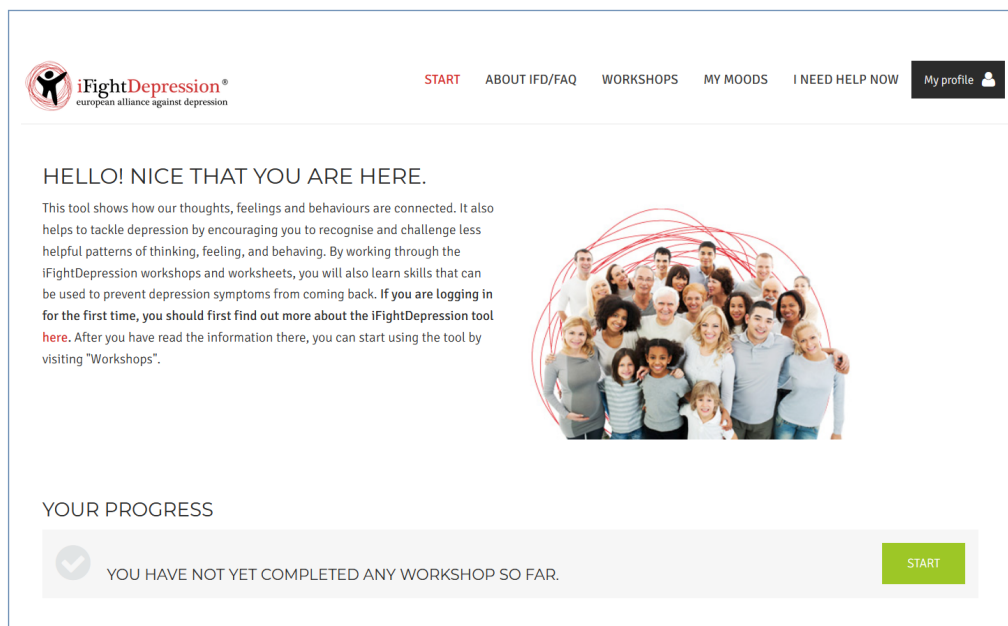 iFightDepression®
european alliance against depression
START ABOUT IFD/FAQ WORKSHOPS MY MOODS I NEED HELP NOW My profile
HELLO! NICE THAT YOU ARE HERE.
This tool shows how our thoughts, feelings and behaviours are connected. It also
helps to tackle depression by encouraging you to recognise and challenge less
helpful patterns of thinking, feeling, and behaving. By working through the
iFightDepression workshops and worksheets, you will also learn skills that can
be used to prevent depression symptoms from coming back. If you are logging in
for the first time, you should first find out more about the iFightDepression tool
here. After you have read the information there, you can start using the tool by
visiting "Workshops".
YOUR PROGRESS
YOU HAVE NOT YET COMPLETED ANY WORKSHOP SO FAR.
START